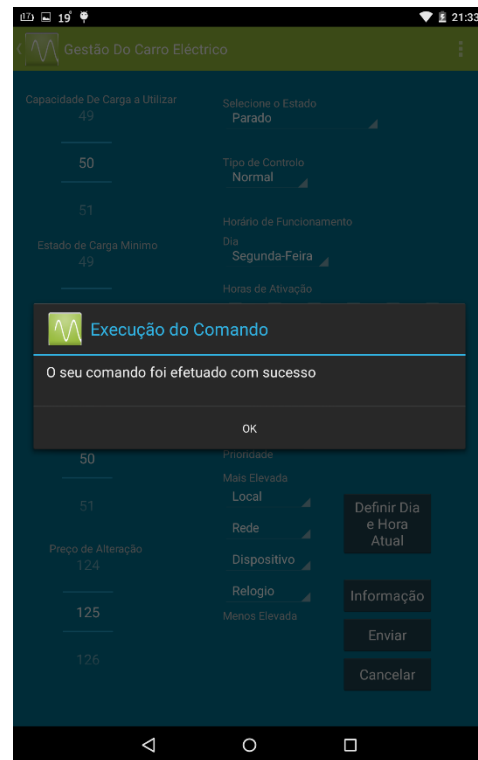 19° 21:33
Gestão Do Carro Eléctrico
Capacidade De Carga a Utilizar
49
50
51
Estado de Carga Minimo
49
Selecione o Estado
Parado
Tipo de Controlo
Normal
Horário de Funcionamento
Dia
Segunda-Feira
Horas de Ativação
Execução do Comando
O seu comando foi efetuado com sucesso
OK
50
51
Preço de Alteração
124
125
126
Prioridade
Mais Elevada
Local
Rede
Dispositivo
Relogio
Menos Elevada
Definir Dia
e Hora
Atual
Informação
Enviar
Cancelar